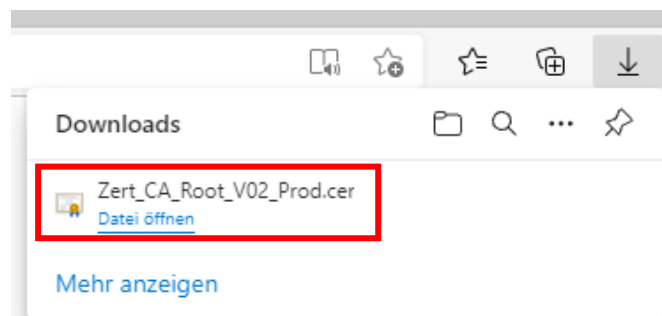 Downloads
Zert_CA_Root_V02_Prod.cer
Datei öffnen
Mehr anzeigen